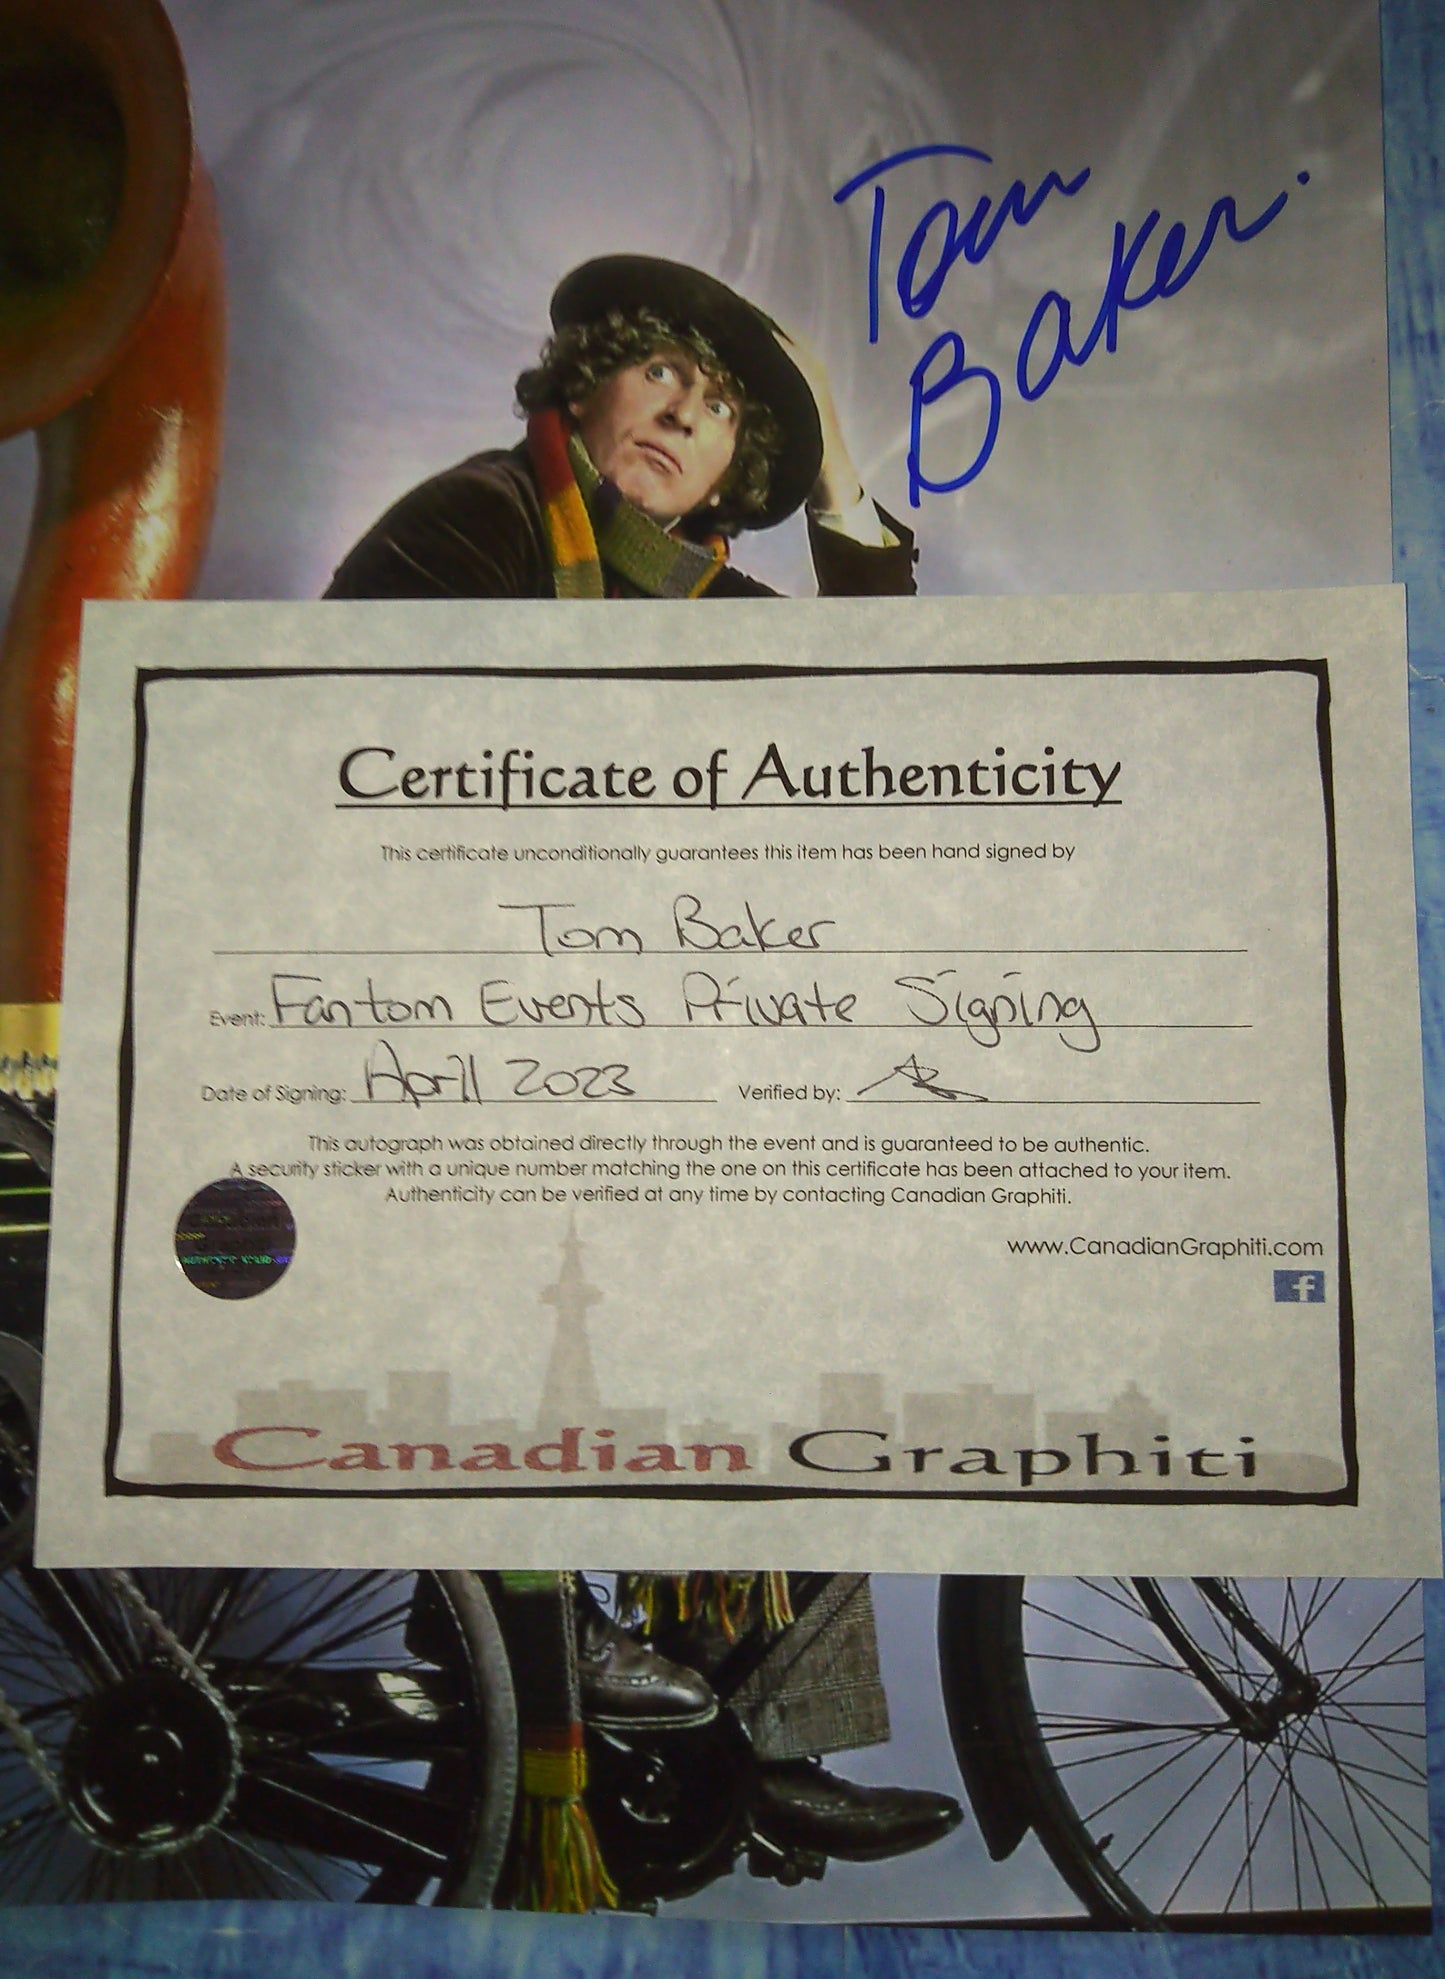 Tom
Baker.
Certificate of Authenticity
This certificate unconditionally guarantees this item has been hand signed by
Tom Baker
Event: Fantom Events Private Signing
Date of Signing: April 2023 Verified by:
This autograph was obtained directly through the event and is guaranteed to be authentic.
A security sticker with a unique number matching the one on this certificate has been attached to your item.
Authenticity can be verified at any time by contacting Canadian Graphiti.
www.CanadianGraphiti.com
f
Canadian Graphiti